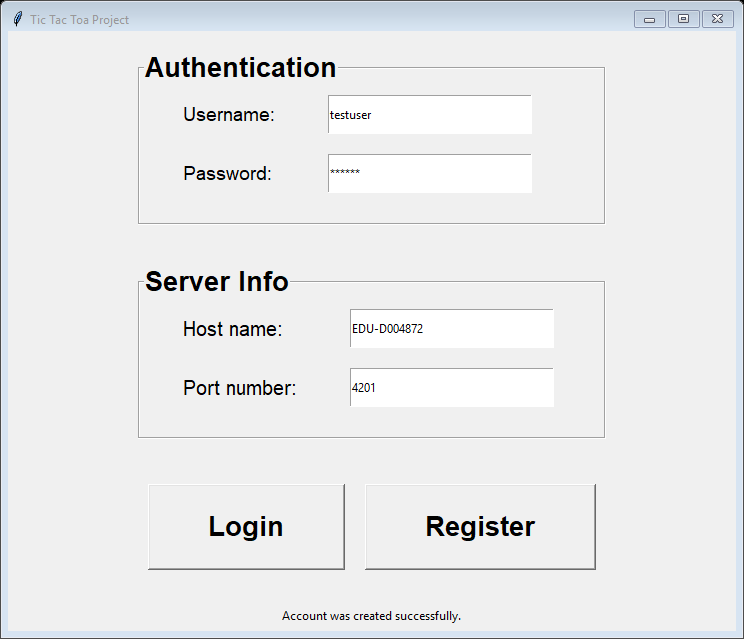 Tic Tac Toa Project
Authentication
Username: testuser
Password: ******
Server Info
Host name: EDU-D004872
Port number: 4201
Login Register
Account was created successfully.